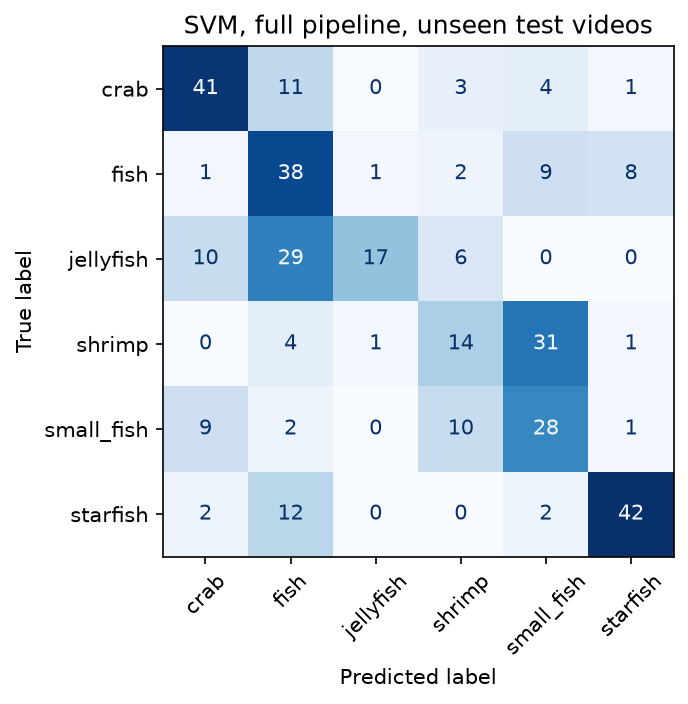 SVM, full pipeline, unseen test videos
True label
crab 41 11 0 3 4 1
fish 1 38 1 2 9 8
jellyfish 10 29 17 6 0 0
shrimp 0 4 1 14 31 1
small_fish 9 2 0 10 28 1
starfish 2 12 0 0 2 42
crab fish jellyfish shrimp small_fish starfish
Predicted label